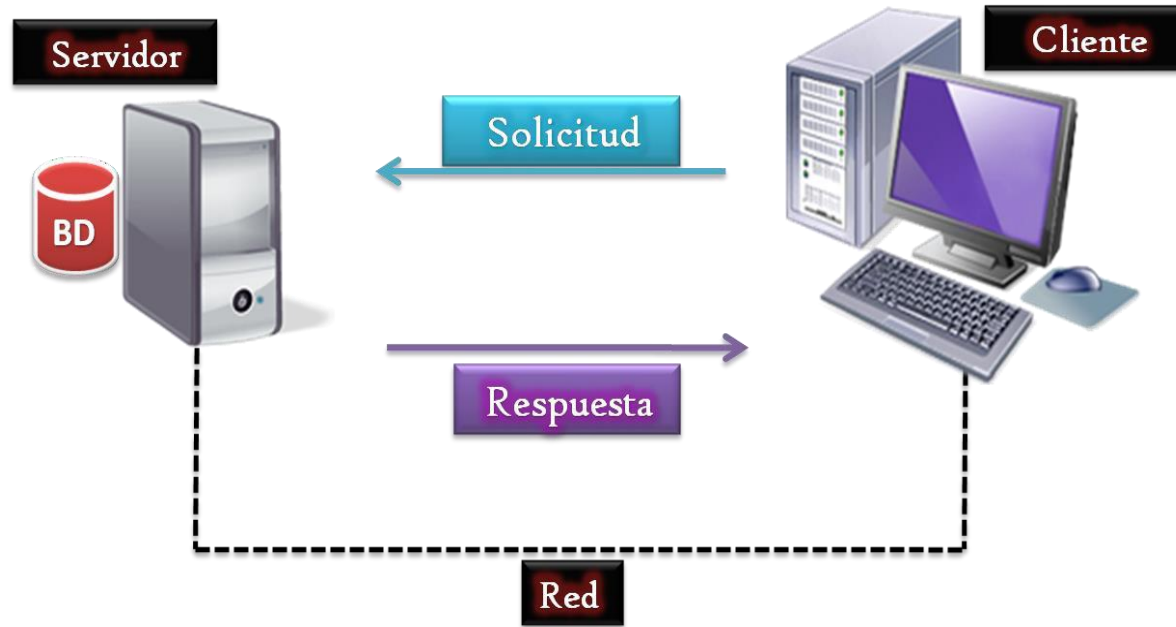 Servidor
Cliente
Solicitud
BD
Respuesta
Red